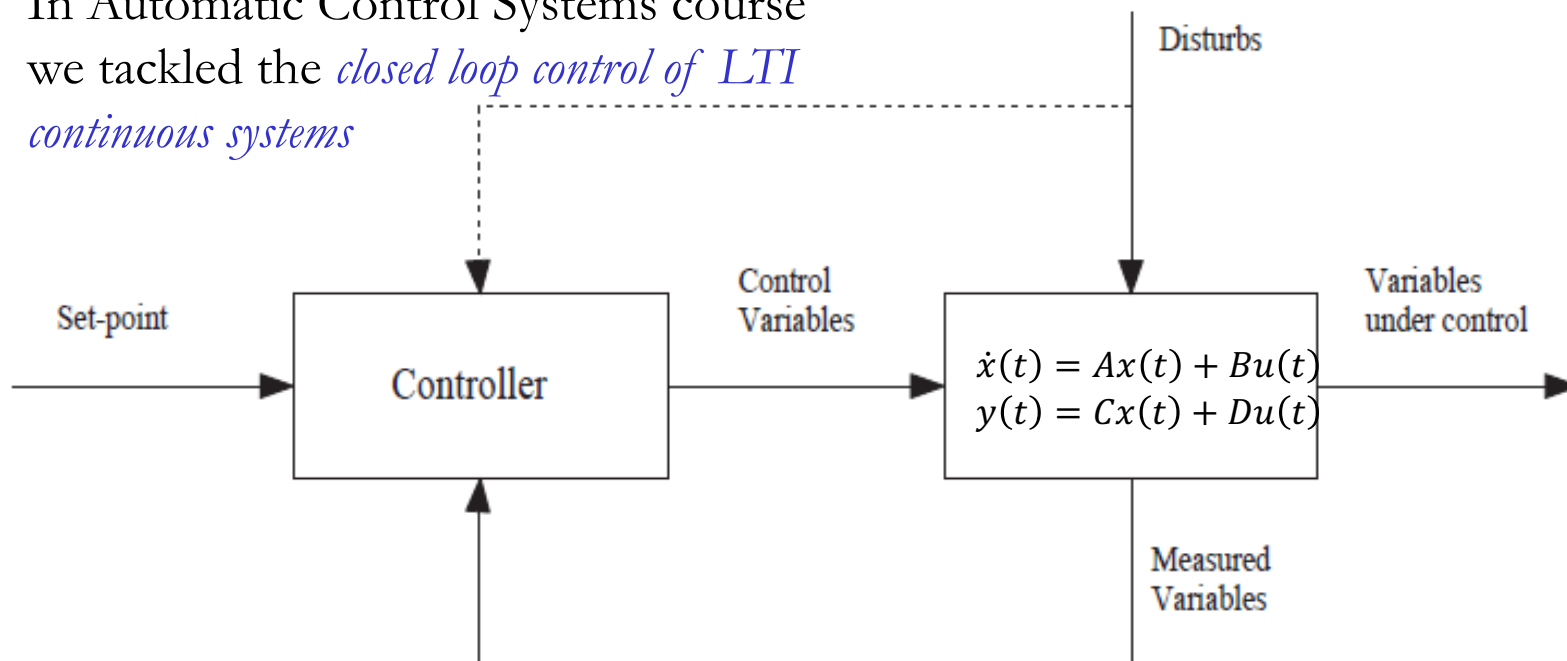 In Automatic Control Systems course
we tackled the closed loop control of LTI
continuous systems
Disturbs
Set-point
Controller
Control
Variables
ẋ(t) = Ax(t) + Bu(t)
y(t) = Cx(t) + Du(t)
Variables
under control
Measured
Variables